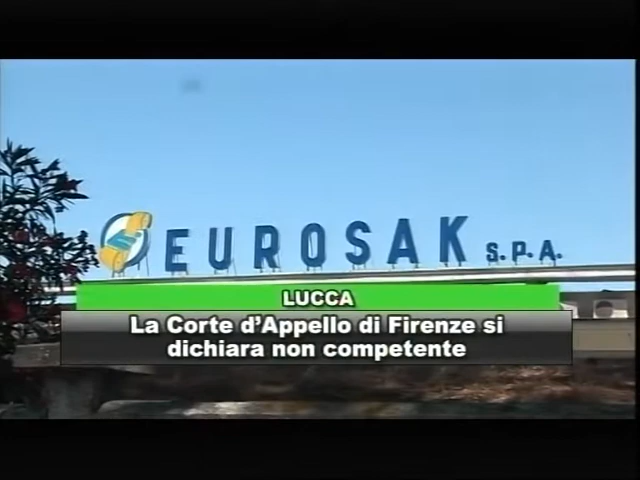 EUROSAK S.P.A.
LUCCA
La Corte d'Appello di Firenze si
dichiara non competente